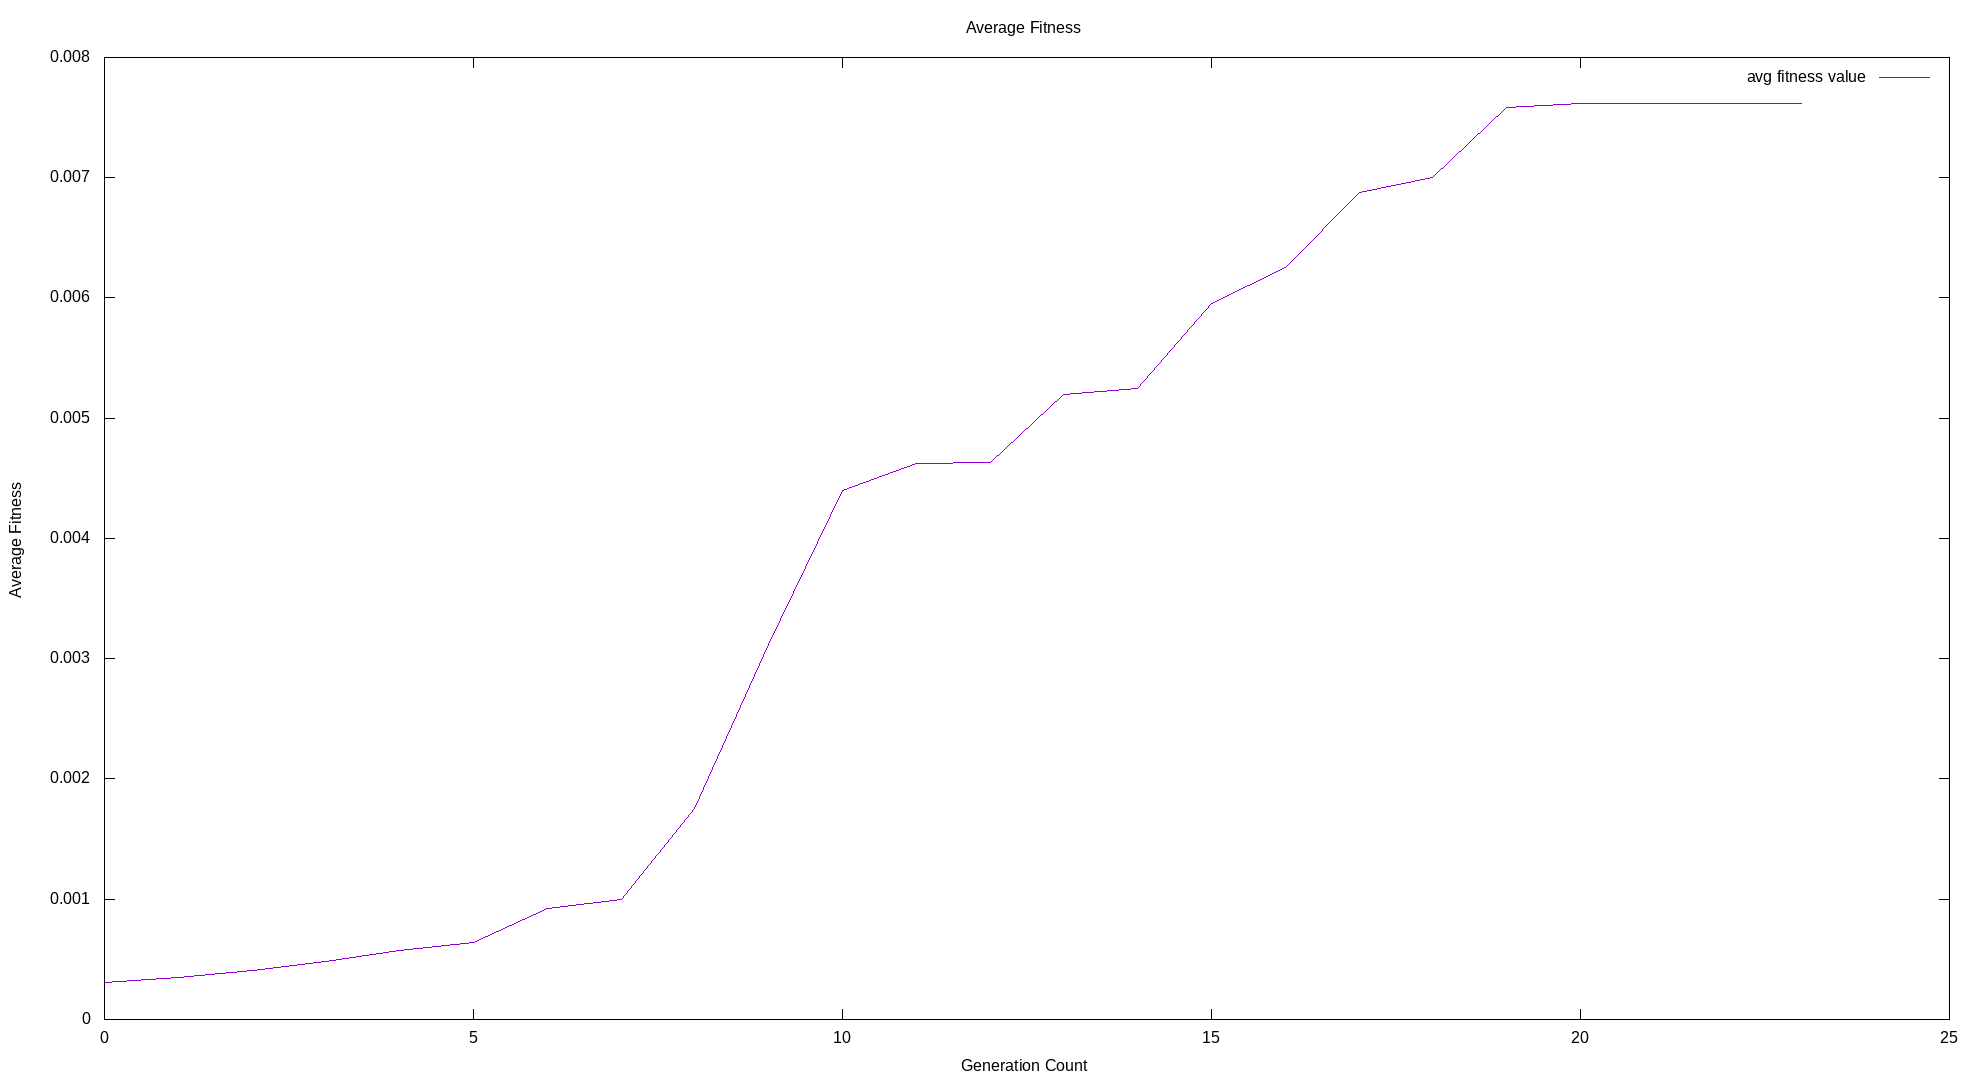 Average Fitness
0.008
avg fitness value
0.007
0.006
0.005
0.004
Average Fitness
0.003
0.002
0.001
0
0 5 10 15 20 25
Generation Count